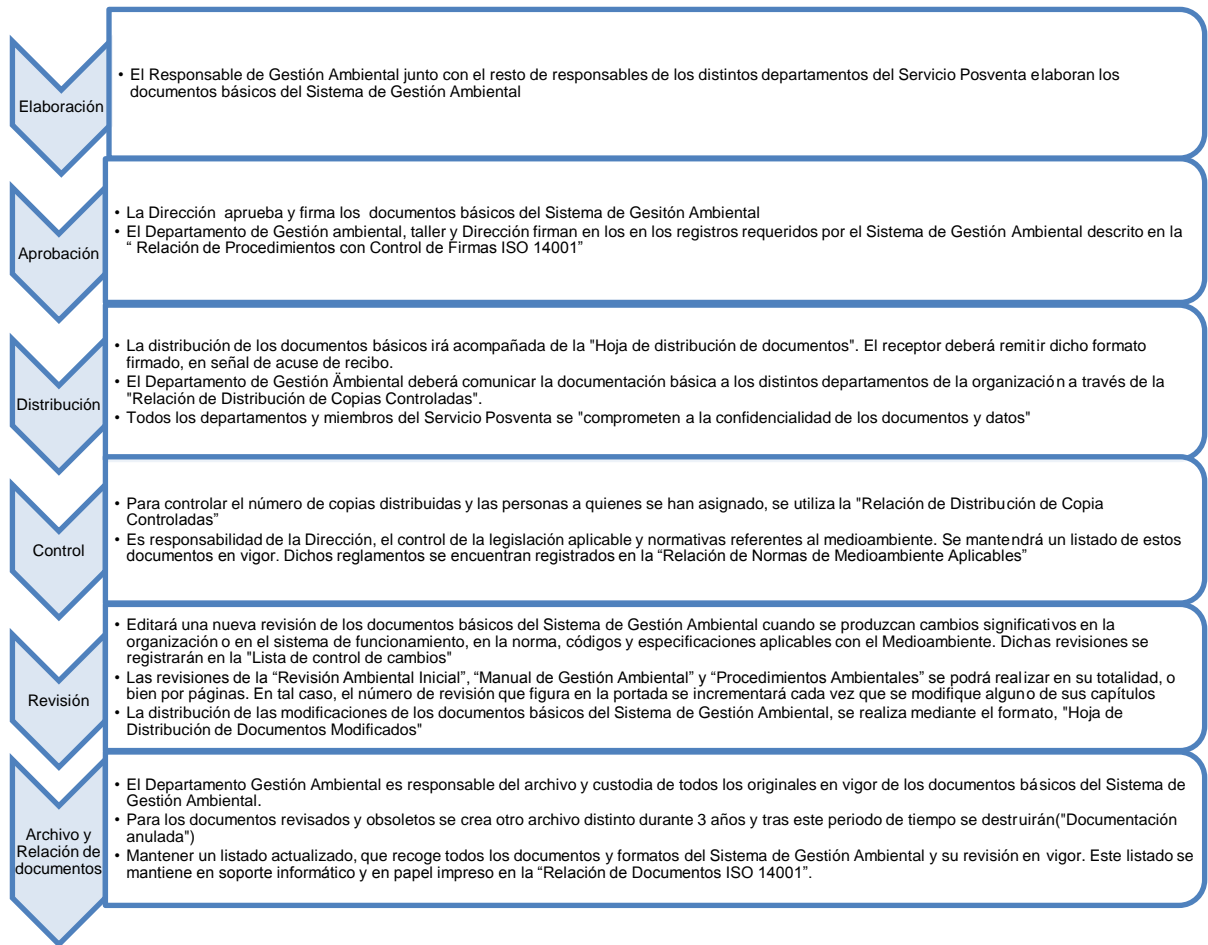 Elaboración
• El Responsable de Gestión Ambiental junto con el resto de responsables de los distintos departamentos del Servicio Posventa elaboran los
documentos básicos del Sistema de Gestión Ambiental
Aprobación
• La Dirección aprueba y firma los documentos básicos del Sistema de Gesitón Ambiental
• El Departamento de Gestión ambiental, taller y Dirección firman en los en los registros requeridos por el Sistema de Gestión Ambiental descrito en la
“ Relación de Procedimientos con Control de Firmas ISO 14001”
Distribución
• La distribución de los documentos básicos irá acompañada de la "Hoja de distribución de documentos". El receptor deberá remitir dicho formato
firmado, en señal de acuse de recibo.
• El Departamento de Gestión Ämbiental deberá comunicar la documentación básica a los distintos departamentos de la organización a través de la
"Relación de Distribución de Copias Controladas".
• Todos los departamentos y miembros del Servicio Posventa se "comprometen a la confidencialidad de los documentos y datos"
Control
• Para controlar el número de copias distribuidas y las personas a quienes se han asignado, se utiliza la "Relación de Distribución de Copia
Controladas”
• Es responsabilidad de la Dirección, el control de la legislación aplicable y normativas referentes al medioambiente. Se mantendrá un listado de estos
documentos en vigor. Dichos reglamentos se encuentran registrados en la “Relación de Normas de Medioambiente Aplicables”
Revisión
• Editará una nueva revisión de los documentos básicos del Sistema de Gestión Ambiental cuando se produzcan cambios significativos en la
organización o en el sistema de funcionamiento, en la norma, códigos y especificaciones aplicables con el Medioambiente. Dichas revisiones se
registrarán en la "Lista de control de cambios"
• Las revisiones de la “Revisión Ambiental Inicial”, “Manual de Gestión Ambiental” y “Procedimientos Ambientales” se podrá realizar en su totalidad, o
bien por páginas. En tal caso, el número de revisión que figura en la portada se incrementará cada vez que se modifique alguno de sus capítulos
• La distribución de las modificaciones de los documentos básicos del Sistema de Gestión Ambiental, se realiza mediante el formato, "Hoja de
Distribución de Documentos Modificados"
Archivo y
Relación de
documentos
• El Departamento Gestión Ambiental es responsable del archivo y custodia de todos los originales en vigor de los documentos básicos del Sistema de
Gestión Ambiental.
• Para los documentos revisados y obsoletos se crea otro archivo distinto durante 3 años y tras este periodo de tiempo se destruirán("Documentación
anulada")
• Mantener un listado actualizado, que recoge todos los documentos y formatos del Sistema de Gestión Ambiental y su revisión en vigor. Este listado se
mantiene en soporte informático y en papel impreso en la “Relación de Documentos ISO 14001”.